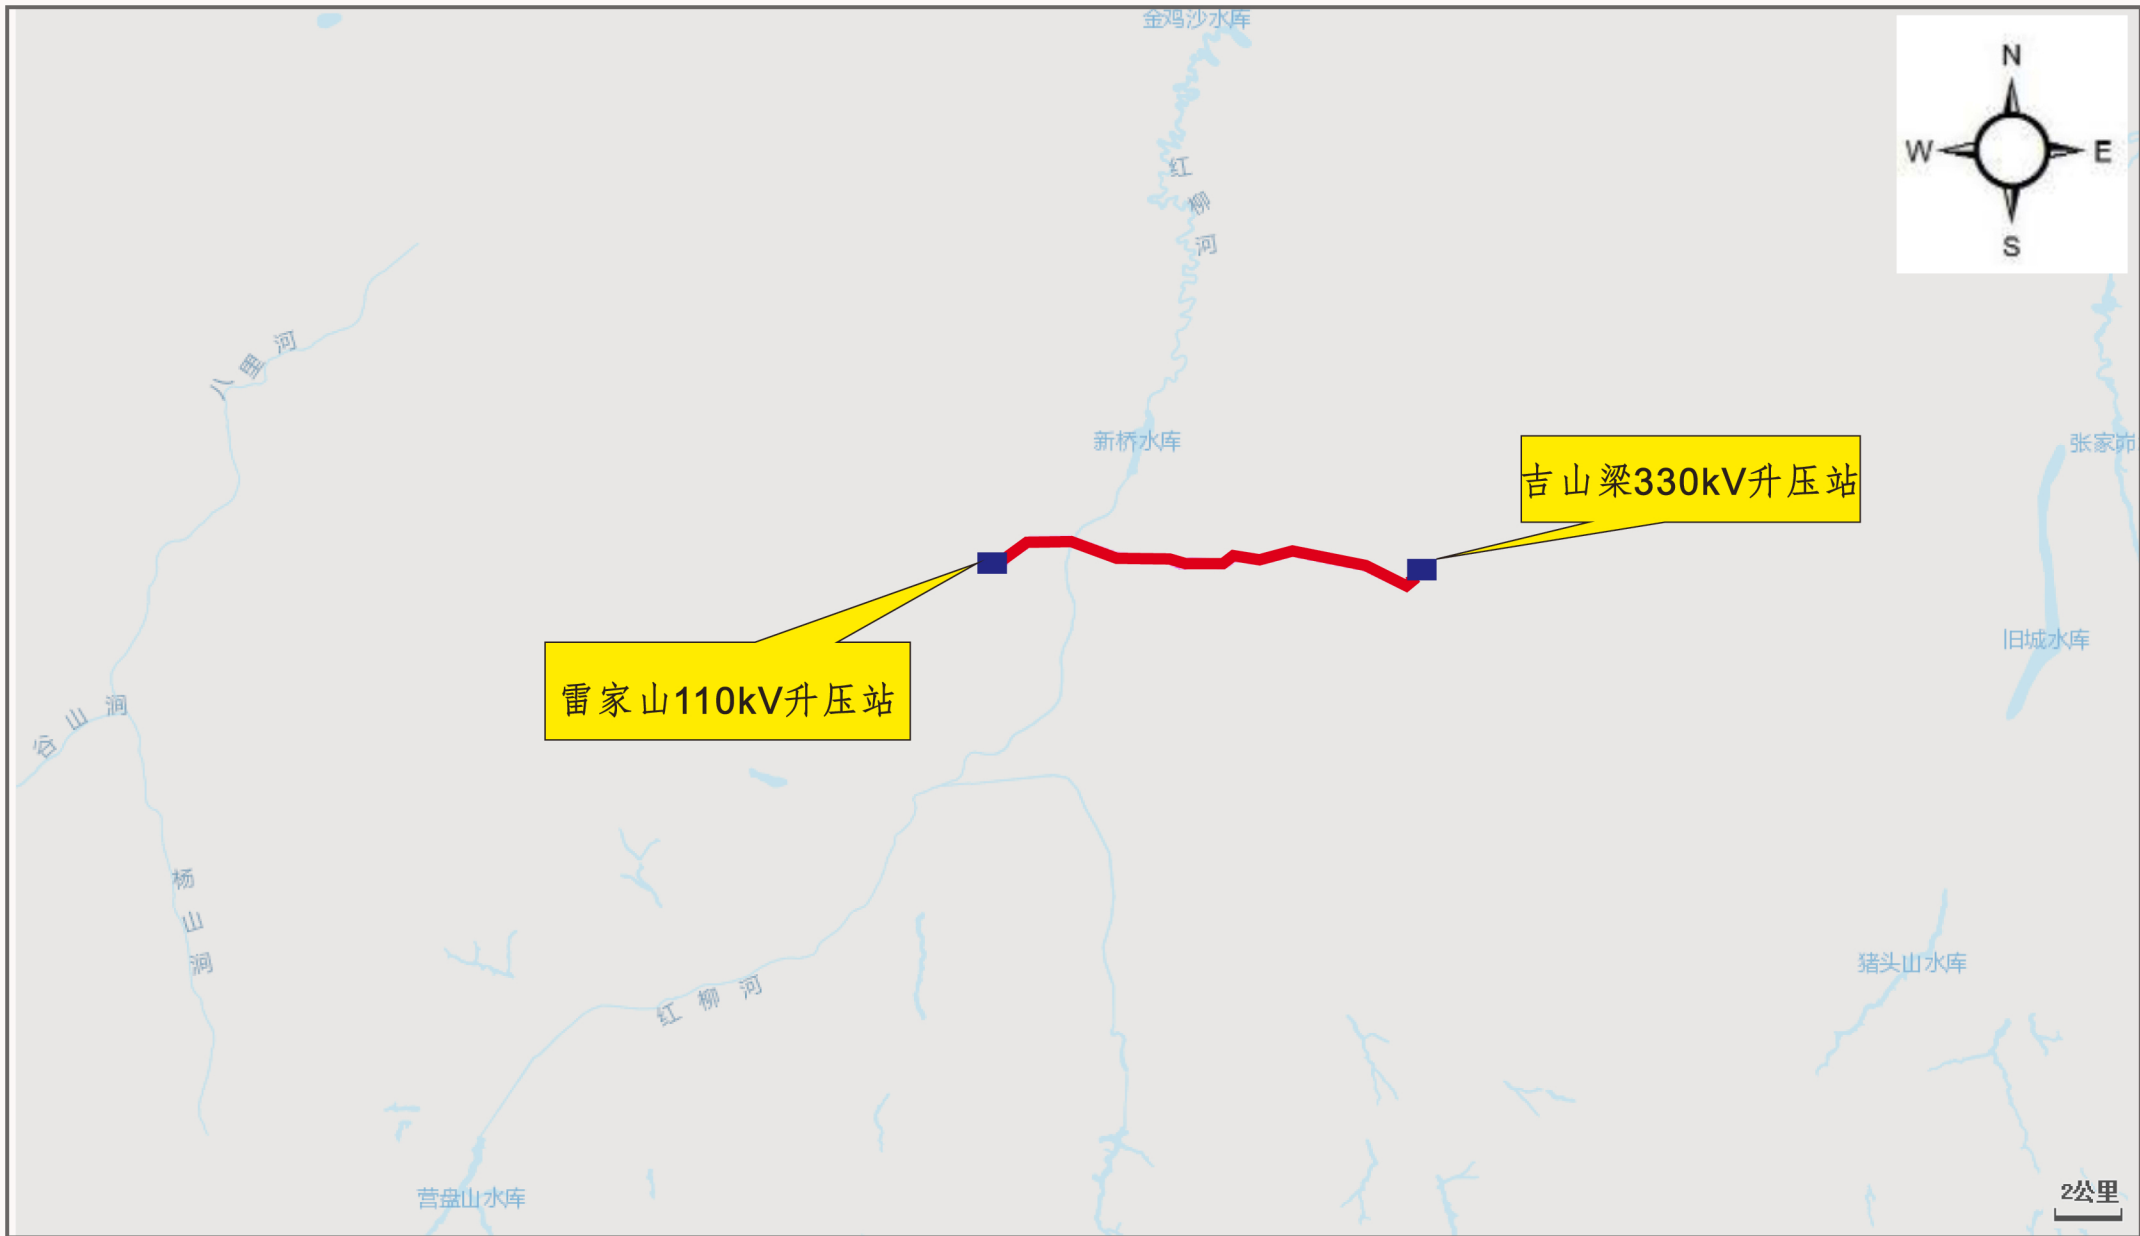 金鸡沙水库
N
W
E
S
红柳河
八里河
新桥水库
吉山梁330kV升压站
张家峁
雷家山110kV升压站
旧城水库
谷山涧
杨山涧
猪头山水库
红柳河
营盘山水库
2公里